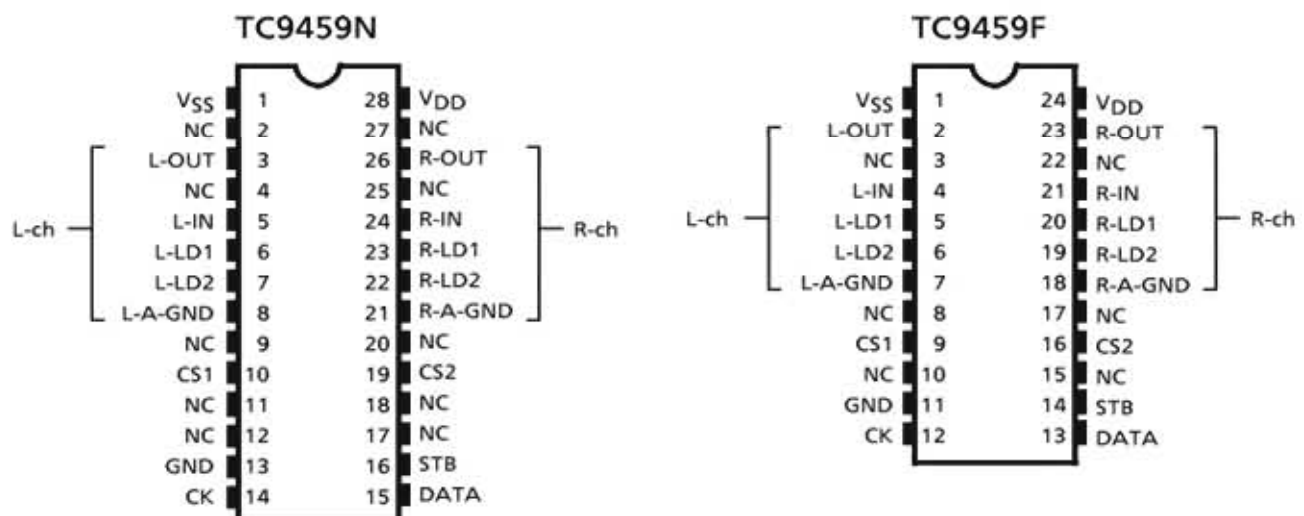 TC9459N
VSS 1 28 VDD
NC 2 27 NC
L-OUT 3 26 R-OUT
NC 4 25 NC
L-IN 5 24 R-IN
L-ch R-ch
L-LD1 6 23 R-LD1
L-LD2 7 22 R-LD2
L-A-GND 8 21 R-A-GND
NC 9 20 NC
CS1 10 19 CS2
NC 11 18 NC
NC 12 17 NC
GND 13 16 STB
CK 14 15 DATA
TC9459F
VSS 1 24 VDD
L-OUT 2 23 R-OUT
NC 3 22 NC
L-IN 4 21 R-IN
L-ch R-ch
L-LD1 5 20 R-LD1
L-LD2 6 19 R-LD2
L-A-GND 7 18 R-A-GND
NC 8 17 NC
CS1 9 16 CS2
NC 10 15 NC
GND 11 14 STB
CK 12 13 DATA